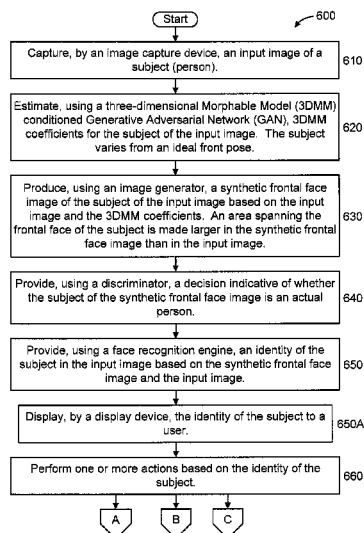 Start
600
Capture, by an image capture device, an input image of a
subject (person).
610
Estimate, using a three-dimensional Morphable Model (3DMM)
conditioned Generative Adversarial Network (GAN), 3DMM
coefficients for the subject of the input image. The subject
varies from an ideal front pose.
620
Produce, using an image generator, a synthetic frontal face
image of the subject of the input image based on the input
image and the 3DMM coefficients. An area spanning the
frontal face of the subject is made larger in the synthetic frontal
face image than in the input image.
630
Provide, using a discriminator, a decision indicative of whether
the subject of the synthetic frontal face image is an actual
person.
640
Provide, using a face recognition engine, an identity of the
subject in the input image based on the synthetic frontal face
image and the input image.
650
Display, by a display device, the identity of the subject to a
user.
650A
Perform one or more actions based on the identity of the
subject.
660
A
B
C